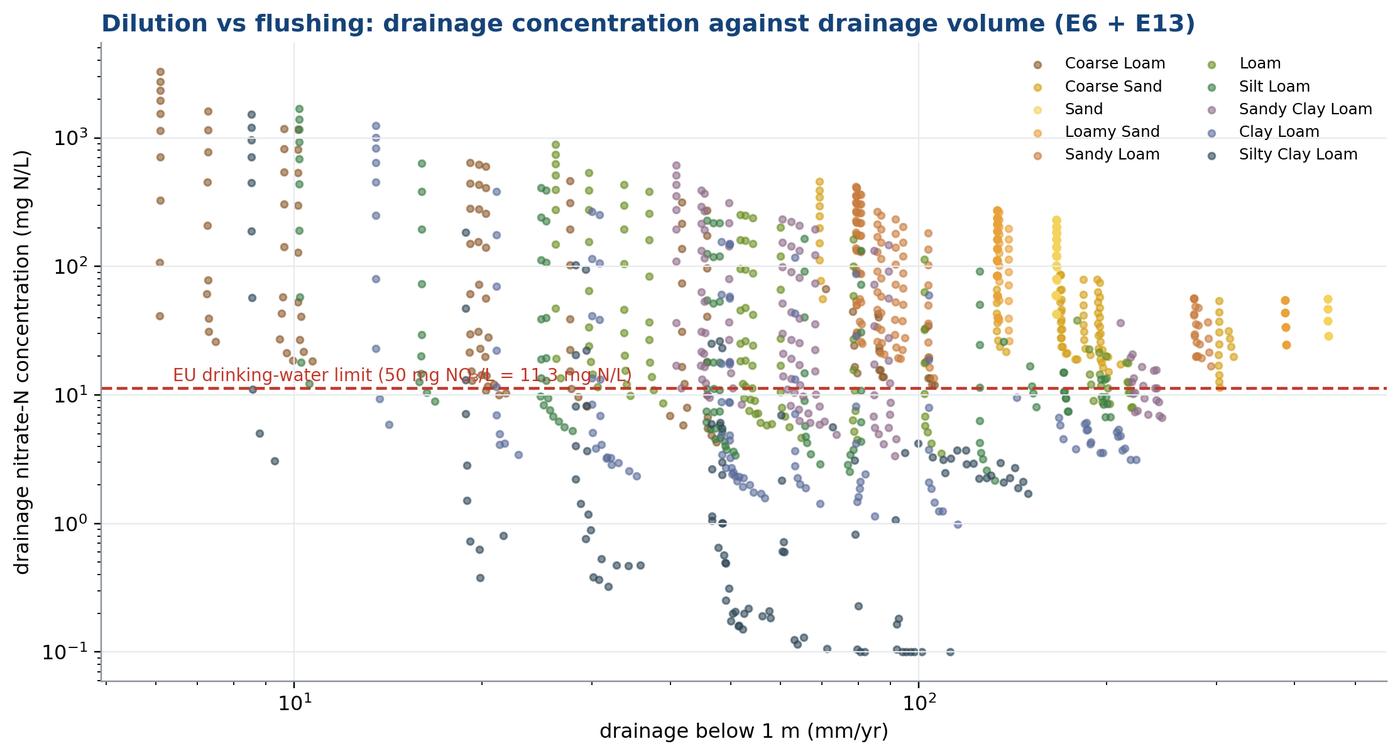 Dilution vs flushing: drainage concentration against drainage volume (E6 + E13)
drainage nitrate-N concentration (mg N/L)
10³
10²
10¹
10⁰
10⁻¹
Coarse Loam
Coarse Sand
Sand
Loamy Sand
Sandy Loam
Loam
Silt Loam
Sandy Clay Loam
Clay Loam
Silty Clay Loam
EU drinking-water limit (50 mg NO₃/L = 11.3 mg N/L)
10¹
10²
drainage below 1 m (mm/yr)